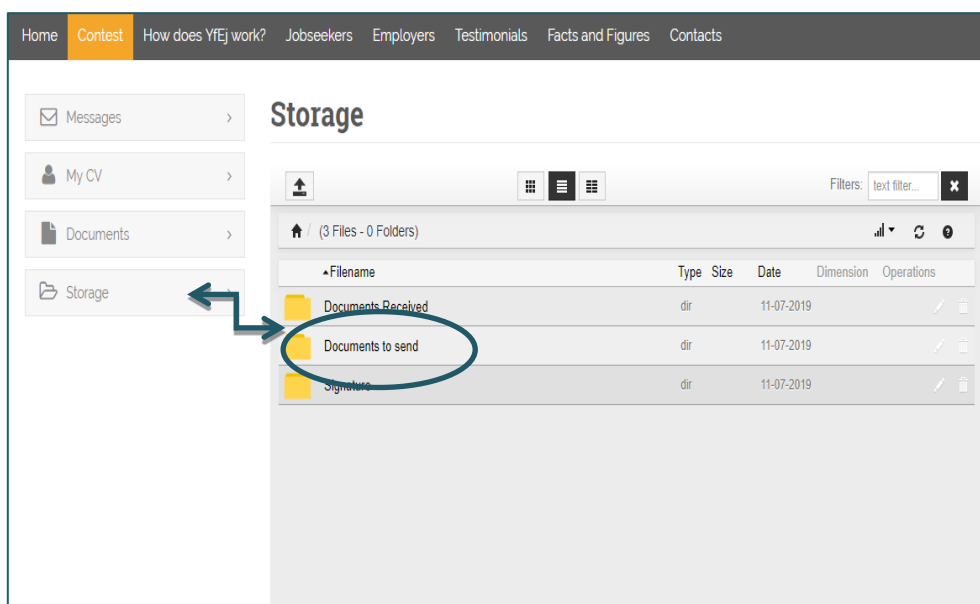 Home Contest How does YfEj work? Jobseekers Employers Testimonials Facts and Figures Contacts
Messages
My CV
Documents
Storage
Storage
Filters: text filter...
(3 Files - 0 Folders)
Filename Type Size Date Dimension Operations
Documents Received dir 11-07-2019
Documents to send dir 11-07-2019
Signature dir 11-07-2019